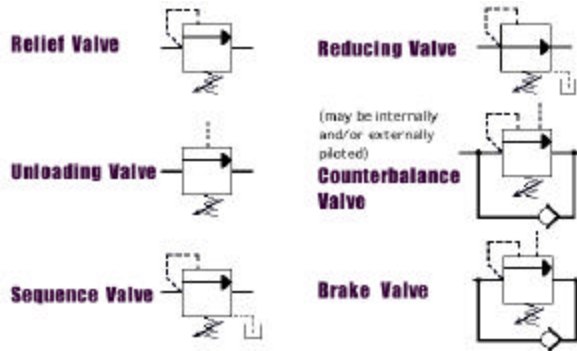 Relief Valve
Reducing Valve
(may be internally
and/or externally
piloted)
Unloading Valve
Counterbalance
Valve
Sequence Valve
Brake Valve